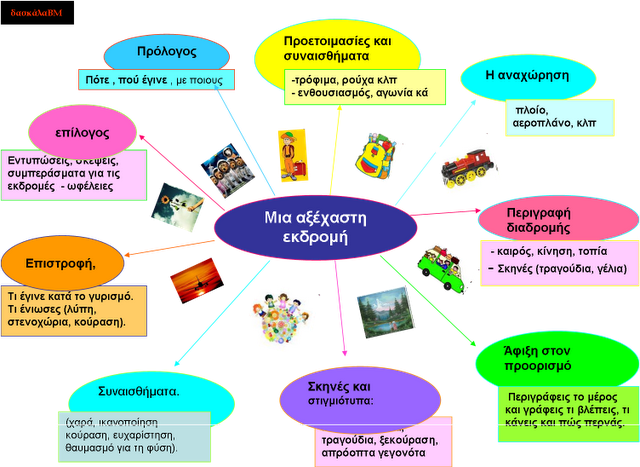 δασκάλαΒΜ
Πρόλογος
Πότε , πού έγινε , με ποιους
Προετοιμασίες και
συναισθήματα
-τρόφιμα, ρούχα κλπ
- ενθουσιασμός, αγωνία κά
Η αναχώρηση
πλοίο,
αεροπλάνο, κλπ
επίλογος
Εντυπώσεις, σκέψεις,
συμπεράσματα για τις
εκδρομές - ωφέλειες
Μια αξέχαστη
εκδρομή
Περιγραφή
διαδρομής
- καιρός, κίνηση, τοπία
– Σκηνές (τραγούδια, γέλια)
Επιστροφή,
Τι έγινε κατά το γυρισμό.
Τι ένιωσες (λύπη,
στενοχώρια, κούραση).
Άφιξη στον
προορισμό
Περιγράφεις το μέρος
και γράφεις τι βλέπεις, τι
κάνεις και πώς περνάς.
Συναισθήματα.
(χαρά, ικανοποίηση
κούραση, ευχαρίστηση,
θαυμασμό για τη φύση).
Σκηνές και
στιγμιότυπα:
τραγούδια, ξεκούραση,
απρόοπτα γεγονότα